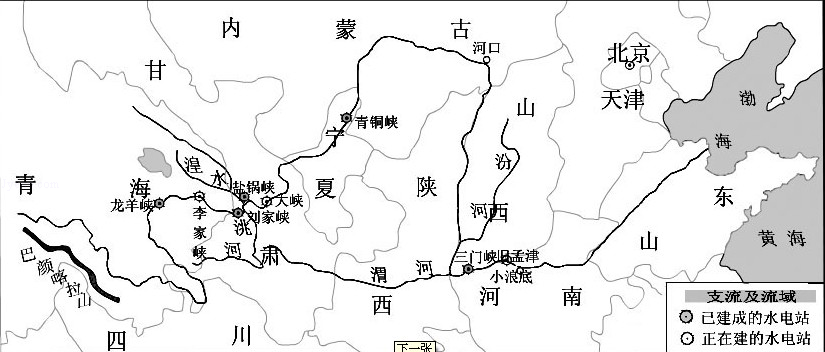 内蒙古
甘
河口
北京
天津
渤海
山西
汾河
青铜峡
宁夏
陕西
湟水
盐锅峡
大峡
青海
龙羊峡
李家峡
刘家峡
洮河
肃
山东
黄海
巴颜喀拉山
渭河
三门峡
旧孟津
小浪底
河南
四川
支流及流域
已建成的水电站
正在建的水电站
下一张